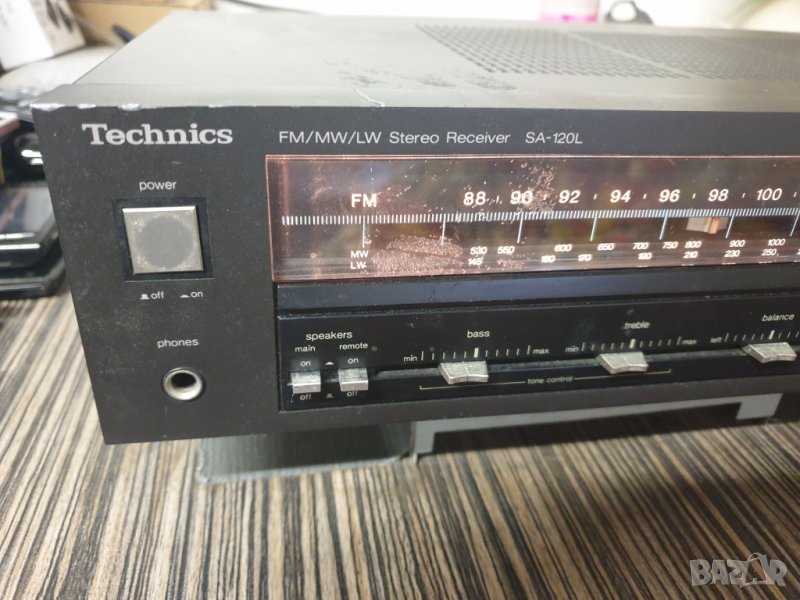 Technics
FM/MW/LW Stereo Receiver SA-120L
power
off on
phones
FM 88 90 92 94 96 98 100
MW 530 550 600 650 700 750 800 900 1000
LW 145 160 170 190 210 230 250
speakers
main remote
on on
off off
bass
min max
treble
min max
balance
left
tone control
BAZAR